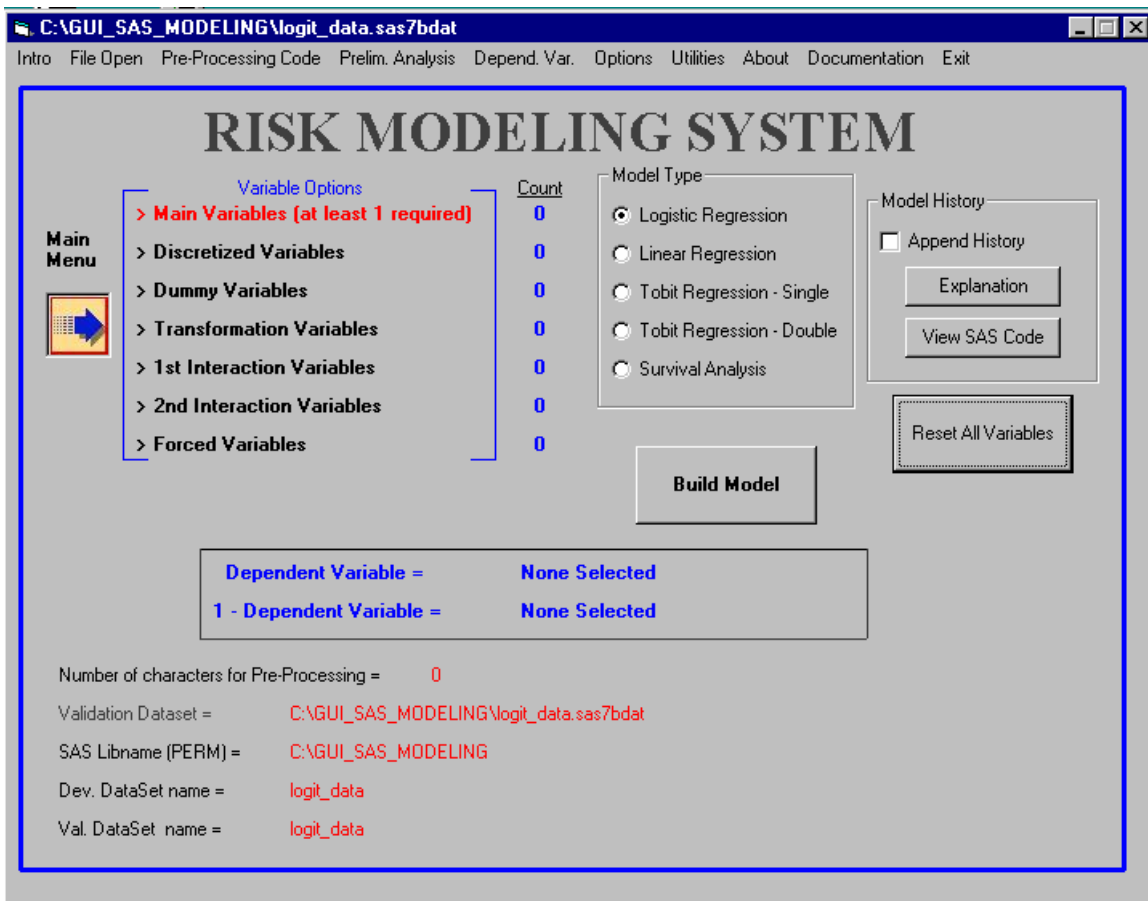 C:\GUI_SAS_MODELING\logit_data.sas7bdat
Intro File Open Pre-Processing Code Prelim. Analysis Depend. Var. Options Utilities About Documentation Exit
RISK MODELING SYSTEM
Main Menu
Variable Options Count
> Main Variables (at least 1 required) 0
> Discretized Variables 0
> Dummy Variables 0
> Transformation Variables 0
> 1st Interaction Variables 0
> 2nd Interaction Variables 0
> Forced Variables 0
Model Type
Logistic Regression
Linear Regression
Tobit Regression - Single
Tobit Regression - Double
Survival Analysis
Model History
Append History
Explanation
View SAS Code
Reset All Variables
Build Model
Dependent Variable = None Selected
1 - Dependent Variable = None Selected
Number of characters for Pre-Processing = 0
Validation Dataset = C:\GUI_SAS_MODELING\logit_data.sas7bdat
SAS Libname (PERM) = C:\GUI_SAS_MODELING
Dev. DataSet name = logit_data
Val. DataSet name = logit_data